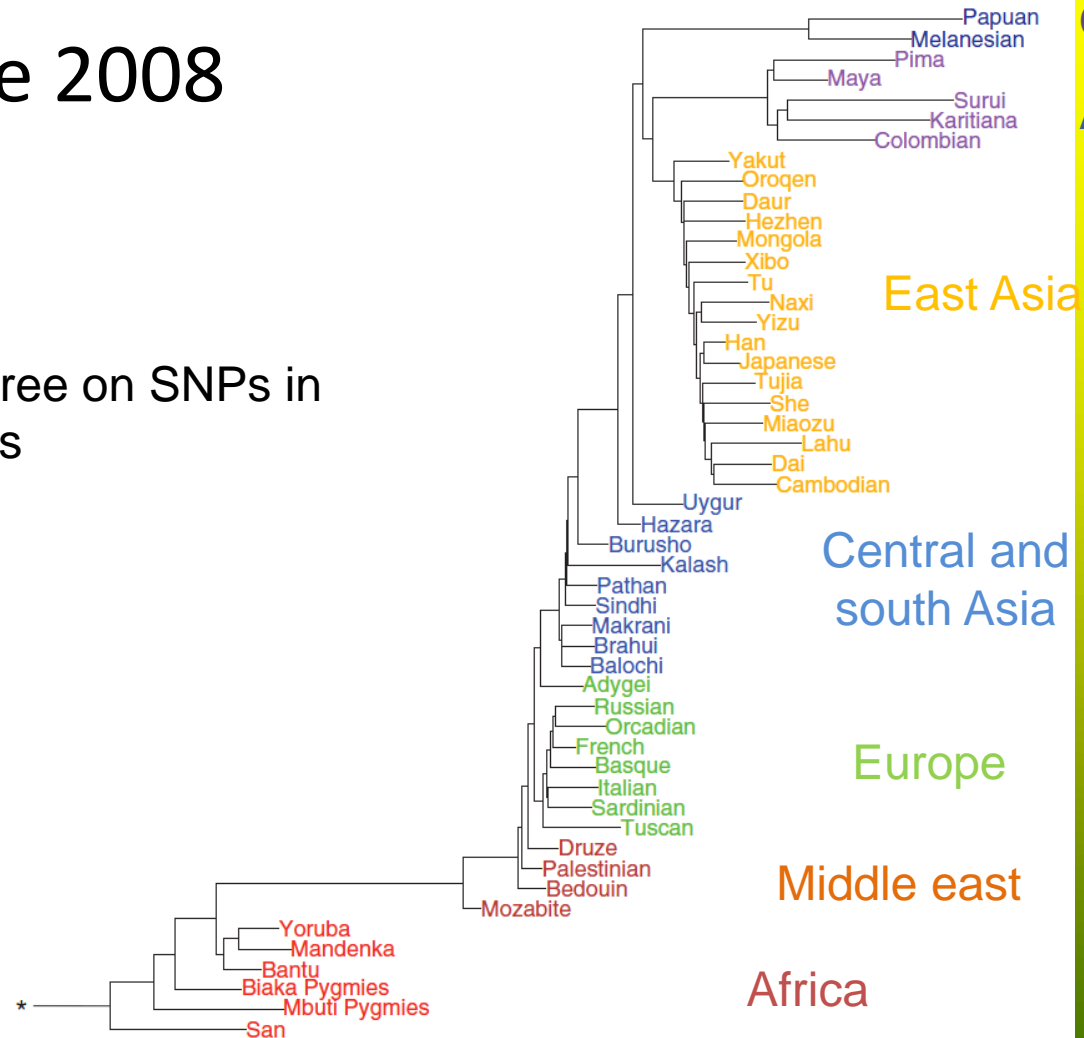 e 2008
ree on SNPs in
s
Papuan
Melanesian
Pima
Maya
Surui
Karitiana
Colombian
Yakut
Oroqen
Daur
Hezhen
Mongola
Xibo
Tu
Naxi
Yizu
Han
Japanese
Tujia
She
Miaozu
Lahu
Dai
Cambodian
East Asia
Uygur
Hazara
Burusho
Kalash
Pathan
Sindhi
Makrani
Brahui
Balochi
Central and
south Asia
Adygei
Russian
Orcadian
French
Basque
Italian
Sardinian
Tuscan
Europe
Druze
Palestinian
Bedouin
Mozabite
Middle east
Yoruba
Mandenka
Bantu
Biaka Pygmies
Mbuti Pygmies
San
Africa
*